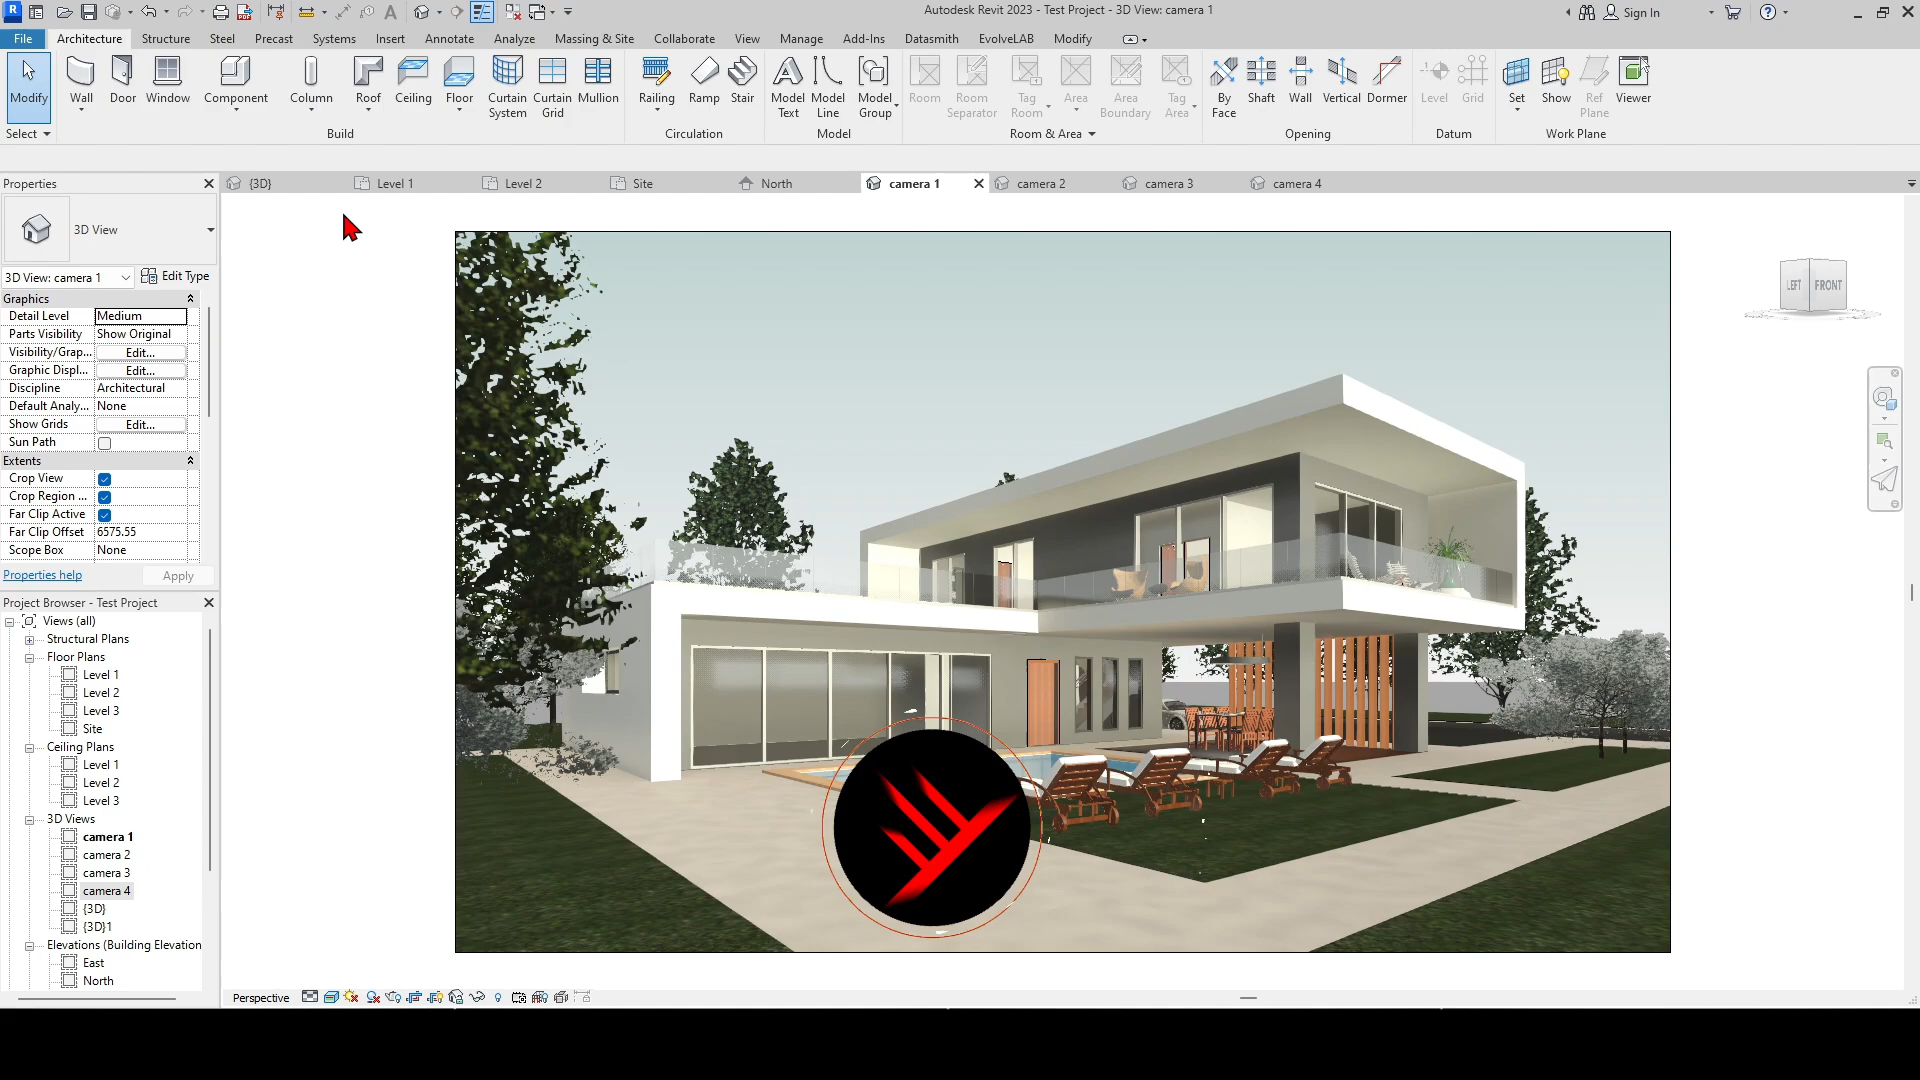 Autodesk Revit 2023 - Test Project - 3D View: camera 1
Sign In
File Architecture Structure Steel Precast Systems Insert Annotate Analyze Massing & Site Collaborate View Manage Add-Ins Datasmith EvolveLAB Modify
Modify Wall Door Window Component Column Roof Ceiling Floor Curtain System Curtain Grid Mullion Railing Ramp Stair Model Text Model Line Model Group Room Room Separator Tag Room Area Area Boundary Tag Area By Face Shaft Wall Vertical Dormer Level Grid Set Show Ref Plane Viewer
Select Build Circulation Model Room & Area Opening Datum Work Plane
Properties
{3D} Level 1 Level 2 Site North camera 1 camera 2 camera 3 camera 4
3D View
3D View: camera 1 Edit Type
Graphics
Detail Level Medium
Parts Visibility Show Original
Visibility/Grap... Edit...
Graphic Displ... Edit...
Discipline Architectural
Default Analy... None
Show Grids Edit...
Sun Path
Extents
Crop View
Crop Region ...
Far Clip Active
Far Clip Offset 6575.55
Scope Box None
Properties help Apply
Project Browser - Test Project
Views (all)
Structural Plans
Floor Plans
Level 1
Level 2
Level 3
Site
Ceiling Plans
Level 1
Level 2
Level 3
3D Views
camera 1
camera 2
camera 3
camera 4
{3D}
{3D}1
Elevations (Building Elevation
East
North
LEFT FRONT
Perspective